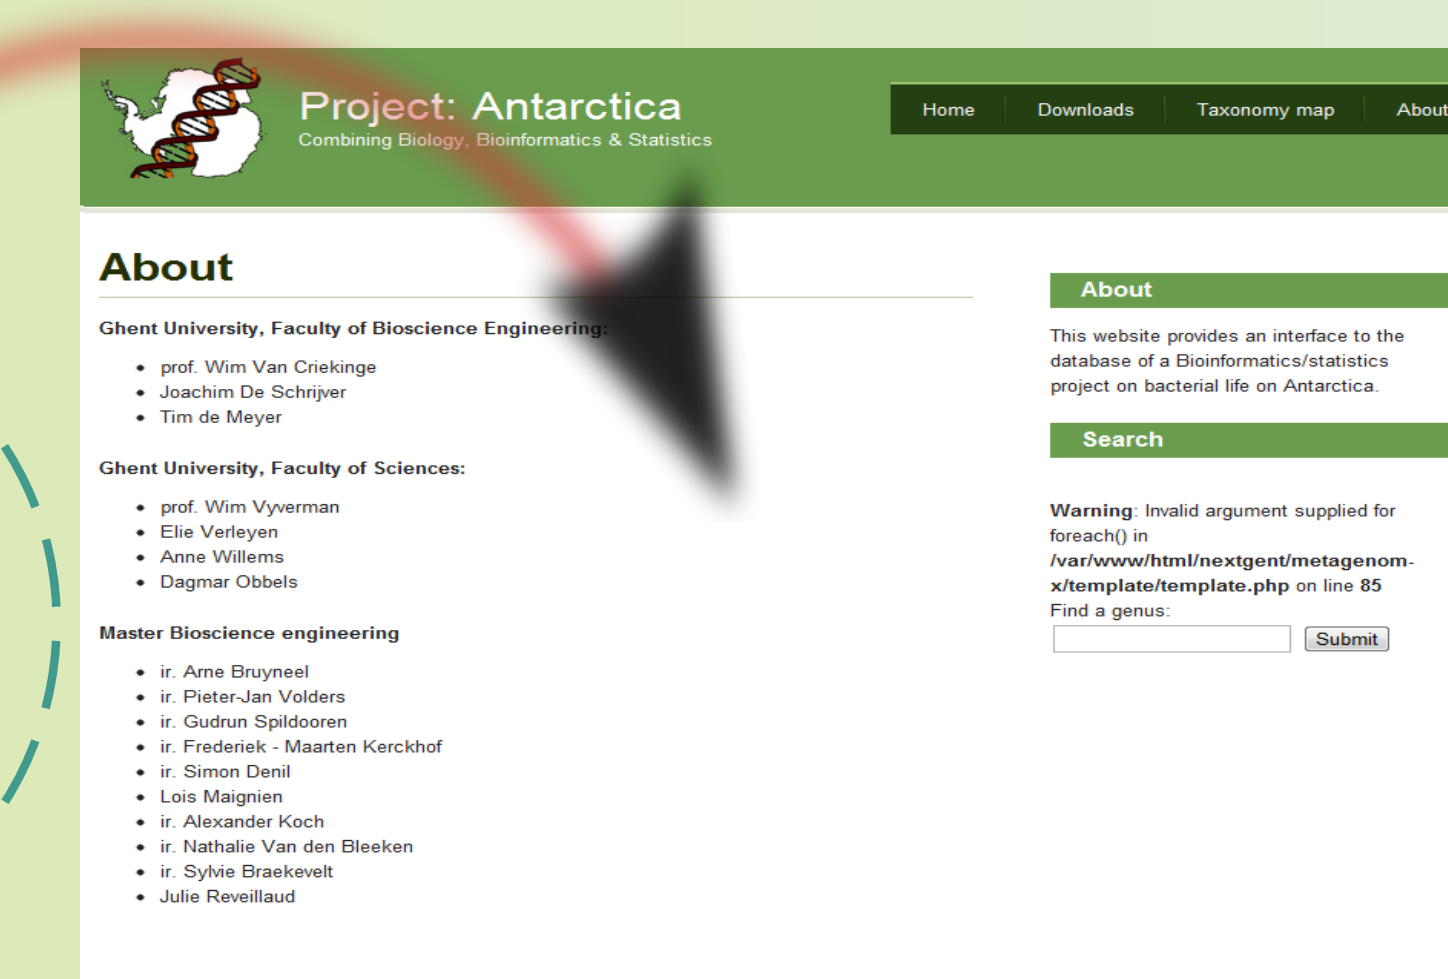 Project: Antarctica
Combining Biology, Bioinformatics & Statistics
Home Downloads Taxonomy map About
About
Ghent University, Faculty of Bioscience Engineering:
prof. Wim Van Criekinge
Joachim De Schrijver
Tim de Meyer
Ghent University, Faculty of Sciences:
prof. Wim Vyverman
Elie Verleyen
Anne Willems
Dagmar Obbels
Master Bioscience engineering
ir. Arne Bruyneel
ir. Pieter-Jan Volders
ir. Gudrun Spildooren
ir. Frederiek - Maarten Kerckhof
ir. Simon Denil
Lois Maignien
ir. Alexander Koch
ir. Nathalie Van den Bleeken
ir. Sylvie Braekevelt
Julie Reveillaud
About
This website provides an interface to the
database of a Bioinformatics/statistics
project on bacterial life on Antarctica.
Search
Warning: Invalid argument supplied for
foreach() in
/var/www/html/nextgent/metagenom-
x/template/template.php on line 85
Find a genus:
Submit